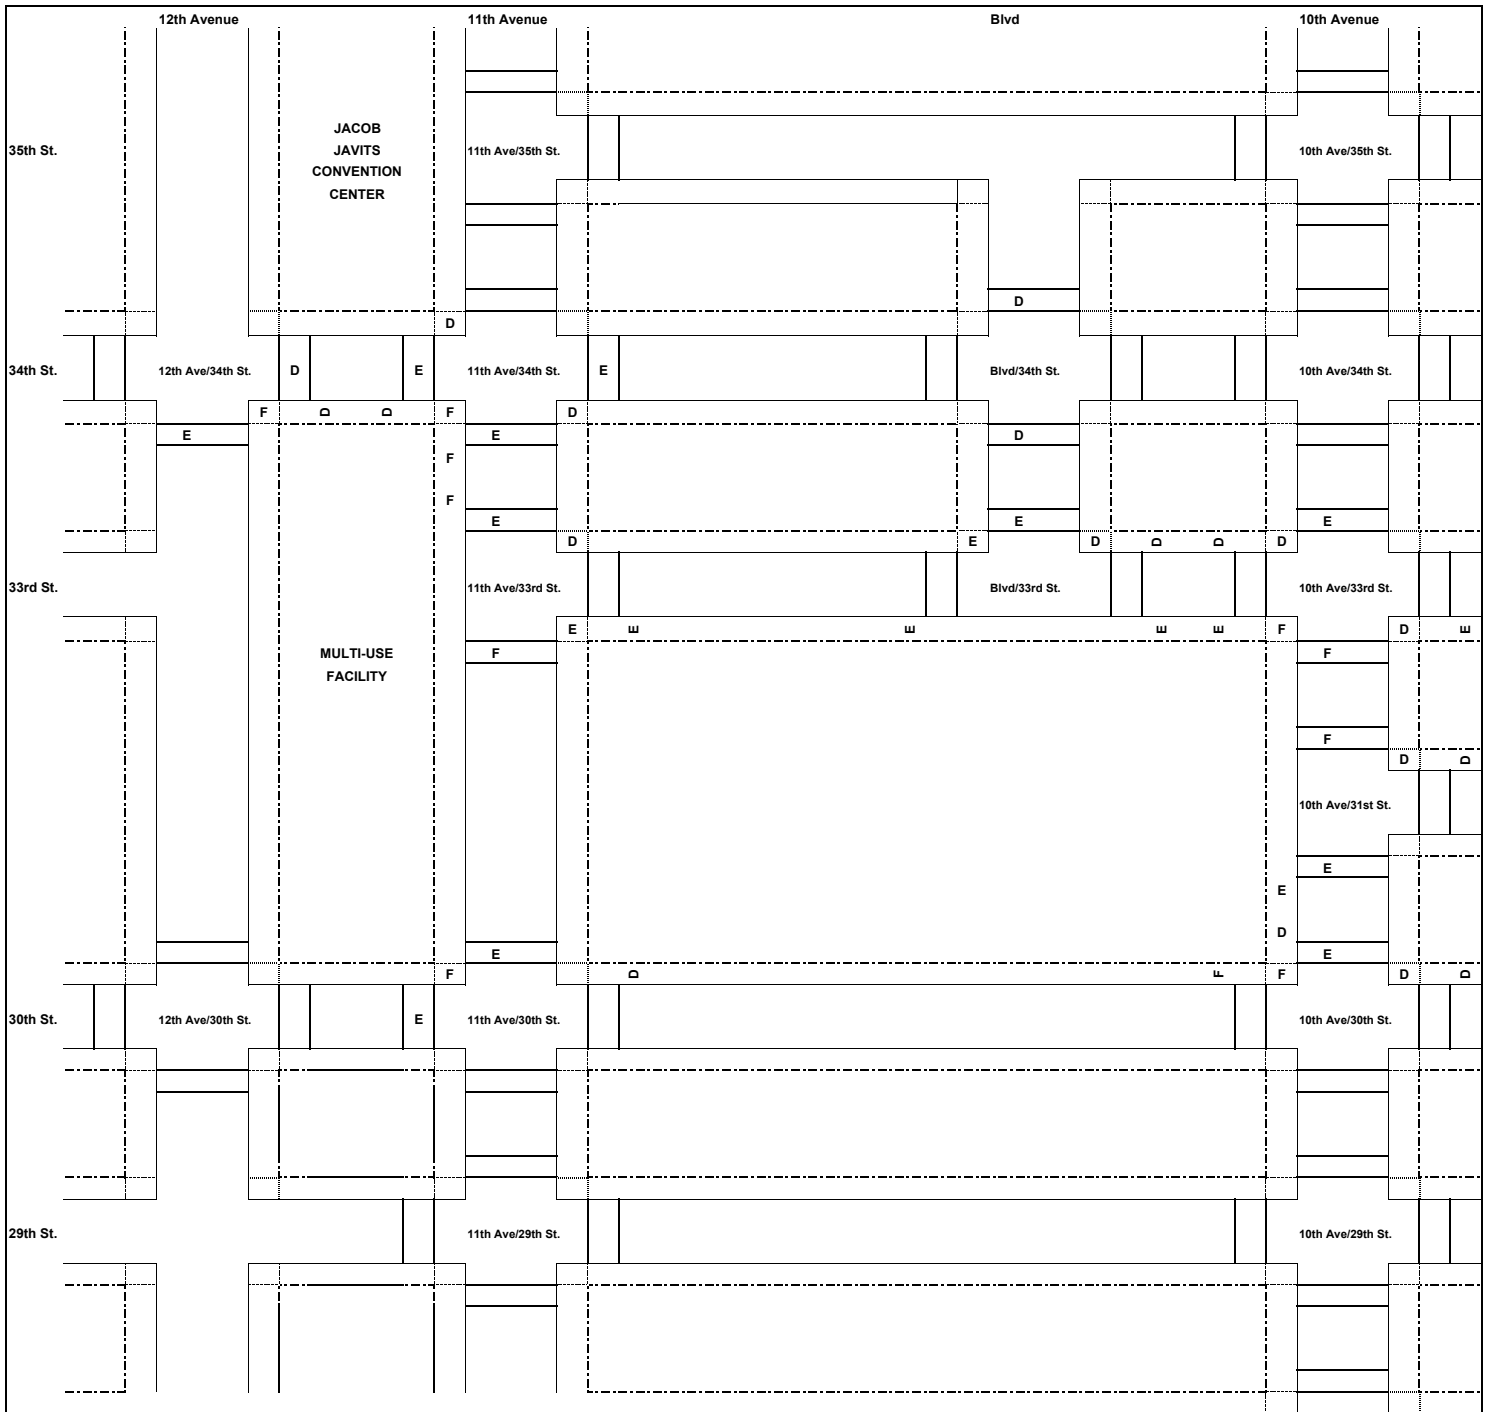 12th Avenue 11th Avenue Blvd 10th Avenue
JACOB
35th St. JAVITS 11th Ave/35th St. 10th Ave/35th St.
CONVENTION
CENTER
D
D
34th St. 12th Ave/34th St. D E 11th Ave/34th St. E Blvd/34th St. 10th Ave/34th St.
F D D F D
E E D
F
F
E E E
D E D D D D
33rd St. 11th Ave/33rd St. Blvd/33rd St. 10th Ave/33rd St.
E E E E E F D E
MULTI-USE F F
FACILITY
F
D D
10th Ave/31st St.
E
E
D
E E
F D F F D D
30th St. 12th Ave/30th St. E 11th Ave/30th St. 10th Ave/30th St.
29th St. 11th Ave/29th St. 10th Ave/29th St.